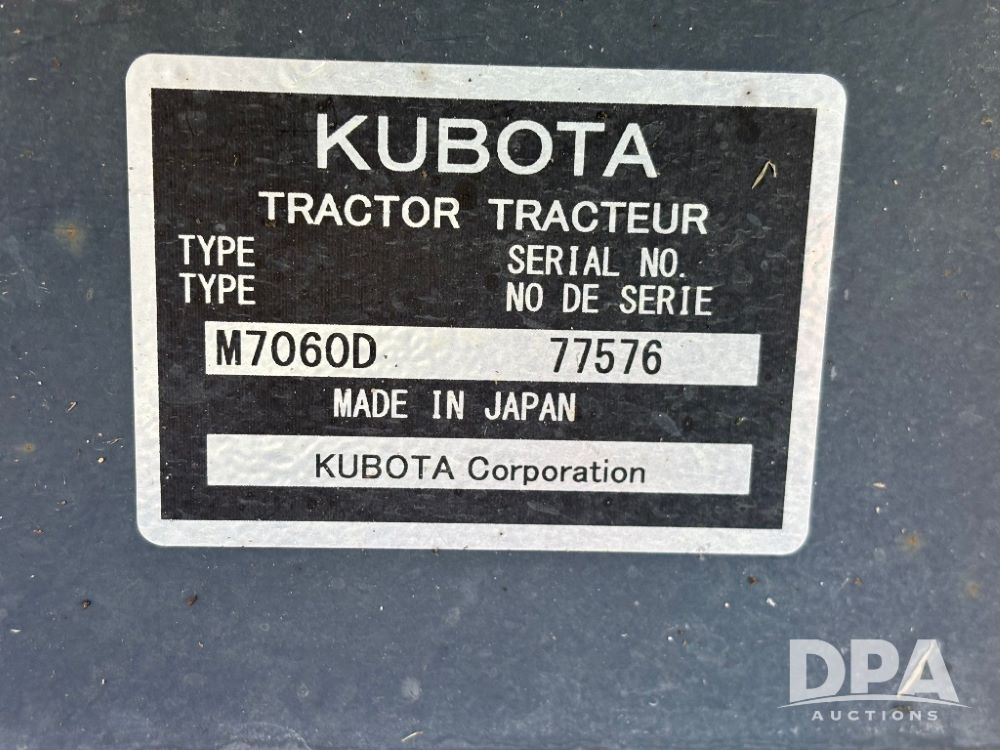 KUBOTA
TRACTOR TRACTEUR
TYPE SERIAL NO.
TYPE NO DE SERIE
M7060D 77576
MADE IN JAPAN
KUBOTA Corporation
DPA
AUCTIONS